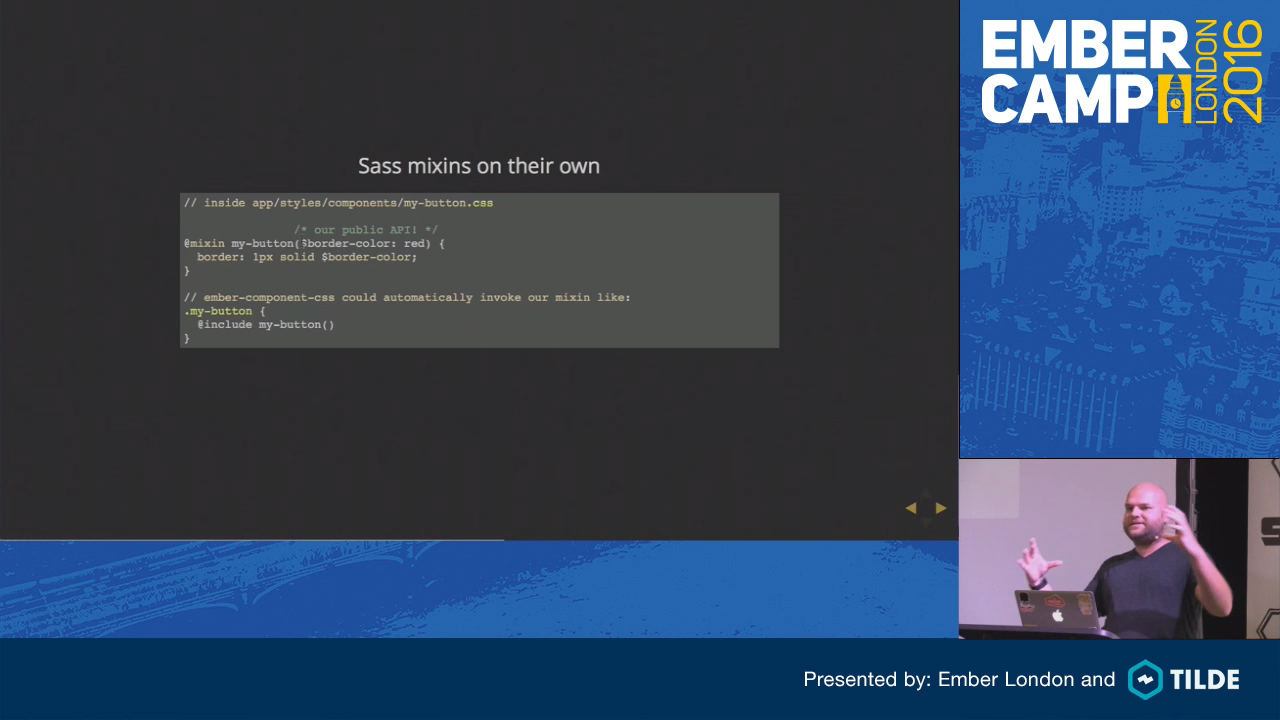 Sass mixins on their own
// inside app/styles/components/my-button.css
/* our public API! */
@mixin my-button($border-color: red) {
border: 1px solid $border-color;
}
// ember-component-css could automatically invoke our mixin like:
.my-button {
@include my-button()
}
EMBER
CAMP
LONDON
2016
Presented by: Ember London and
TILDE